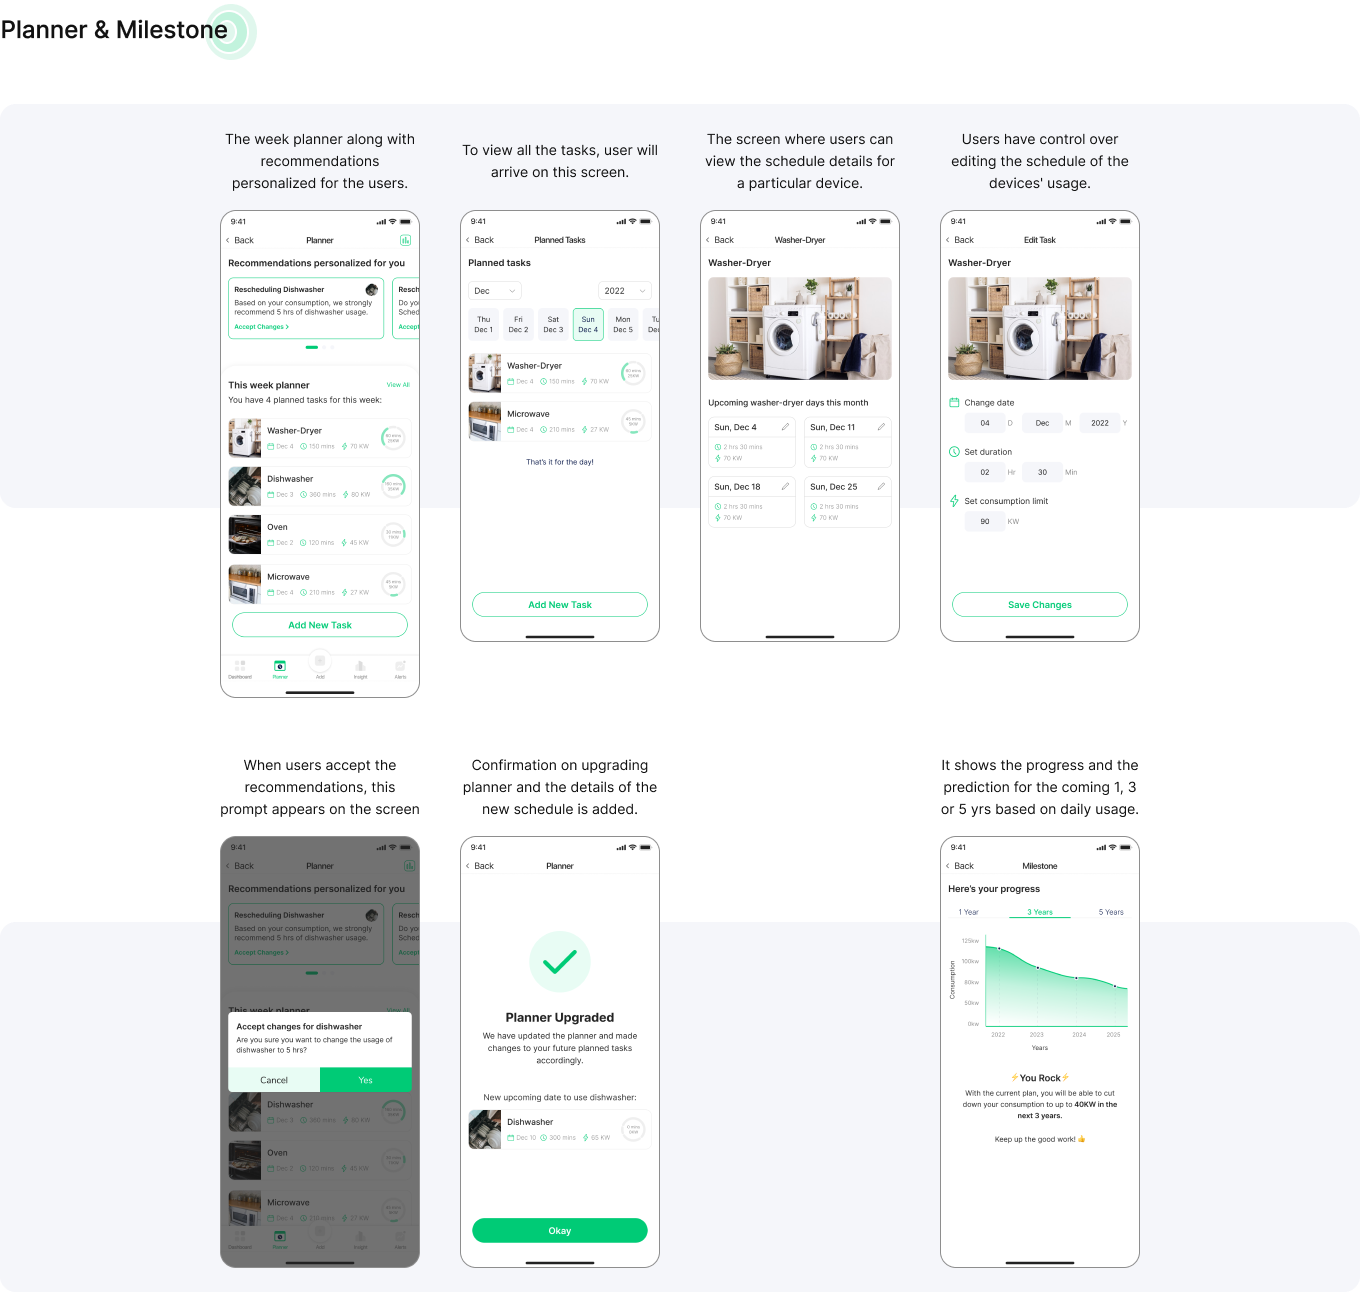 Planner & Milestone
The week planner along with
recommendations
personalized for the users.
9:41
Back
Planner
Recommendations personalized for you
Rescheduling Dishwasher
Based on your consumption, we strongly
recommend 5 hrs of dishwasher usage.
Accept Changes >
This week planner
View All
You have 4 planned tasks for this week:
Washer-Dryer
Dec 4 150 mins 70 KW
Dishwasher
Dec 3 360 mins 80 KW
Oven
Dec 2 120 mins 45 KW
Microwave
Dec 4 210 mins 27 KW
Add New Task
Dashboard
Planner
Add
Insight
Alerts
To view all the tasks, user will
arrive on this screen.
9:41
Back
Planned Tasks
Planned tasks
Dec
2022
Thu
Dec 1
Fri
Dec 2
Sat
Dec 3
Sun
Dec 4
Mon
Dec 5
Washer-Dryer
Dec 4 150 mins 70 KW
Microwave
Dec 4 210 mins 27 KW
That's it for the day!
Add New Task
The screen where users can
view the schedule details for
a particular device.
9:41
Back
Washer-Dryer
Washer-Dryer
Upcoming washer-dryer days this month
Sun, Dec 4
2 hrs 30 mins
70 KW
Sun, Dec 11
2 hrs 30 mins
70 KW
Sun, Dec 18
2 hrs 30 mins
70 KW
Sun, Dec 25
2 hrs 30 mins
70 KW
Users have control over
editing the schedule of the
devices' usage.
9:41
Back
Edit Task
Washer-Dryer
Change date
04 D Dec M 2022 Y
Set duration
02 Hr 30 Min
Set consumption limit
90 KW
Save Changes
When users accept the
recommendations, this
prompt appears on the screen
9:41
Back
Planner
Recommendations personalized for you
Rescheduling Dishwasher
Based on your consumption, we strongly
recommend 5 hrs of dishwasher usage.
Accept Changes >
This week planner
View All
Accept changes for dishwasher
Are you sure you want to change the usage of
dishwasher to 5 hrs?
Cancel
Yes
Dishwasher
Dec 3 360 mins 80 KW
Oven
Dec 2 120 mins 45 KW
Microwave
Dec 4 210 mins 27 KW
Dashboard
Planner
Add
Insight
Alerts
Confirmation on upgrading
planner and the details of the
new schedule is added.
9:41
Back
Planner
Planner Upgraded
We have updated the planner and made
changes to your future planned tasks
accordingly.
New upcoming date to use dishwasher:
Dishwasher
Dec 10 300 mins 65 KW
Okay
It shows the progress and the
prediction for the coming 1, 3
or 5 yrs based on daily usage.
9:41
Back
Milestone
Here's your progress
1 Year
3 Years
5 Years
Consumption
125kw
100kw
80kw
50kw
0kw
2022
2023
2024
2025
Years
⚡You Rock⚡
With the current plan, you will be able to cut
down your consumption to up to 40KW in the
next 3 years.
Keep up the good work! 👍